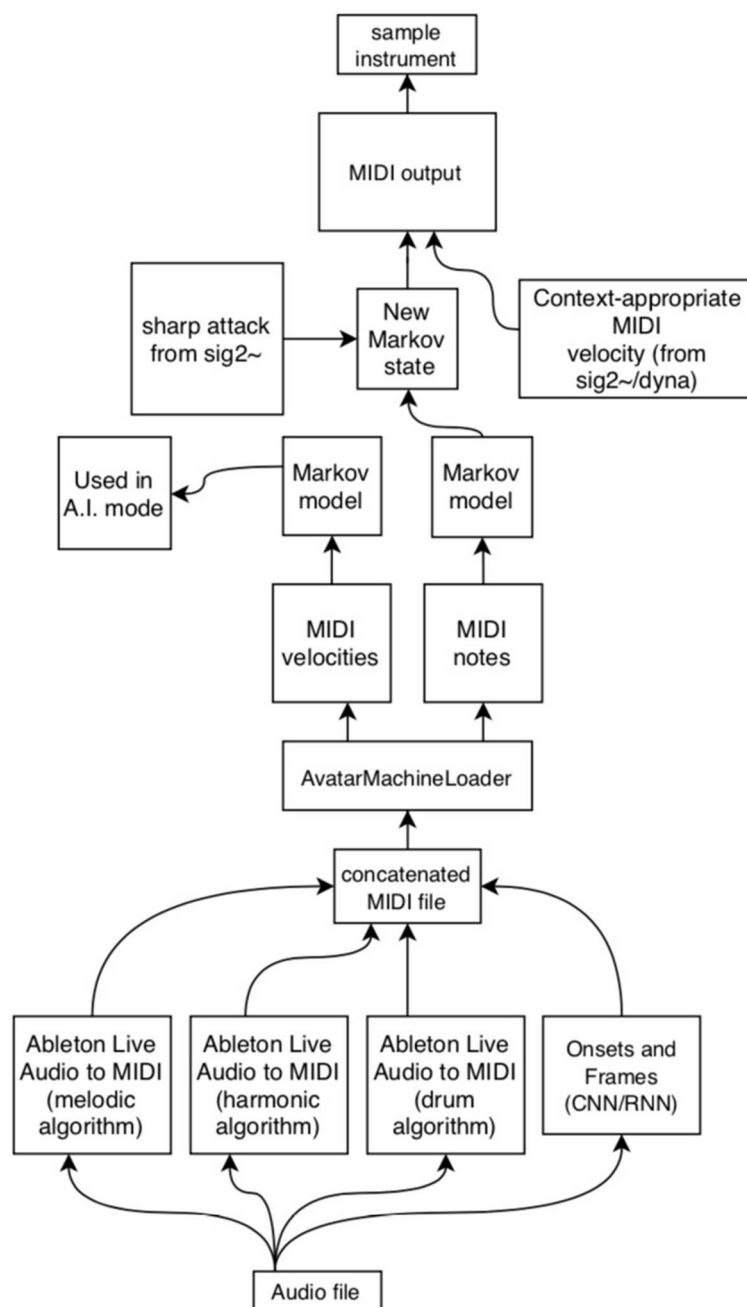 sample
instrument
MIDI output
sharp attack
from sig2~
New
Markov
state
Context-appropriate
MIDI
velocity (from
sig2~/dyna)
Used in
A.I. mode
Markov
model
Markov
model
MIDI
velocities
MIDI
notes
AvatarMachineLoader
concatenated
MIDI file
Ableton Live
Audio to MIDI
(melodic
algorithm)
Ableton Live
Audio to MIDI
(harmonic
algorithm)
Ableton Live
Audio to MIDI
(drum
algorithm)
Onsets and
Frames
(CNN/RNN)
Audio file